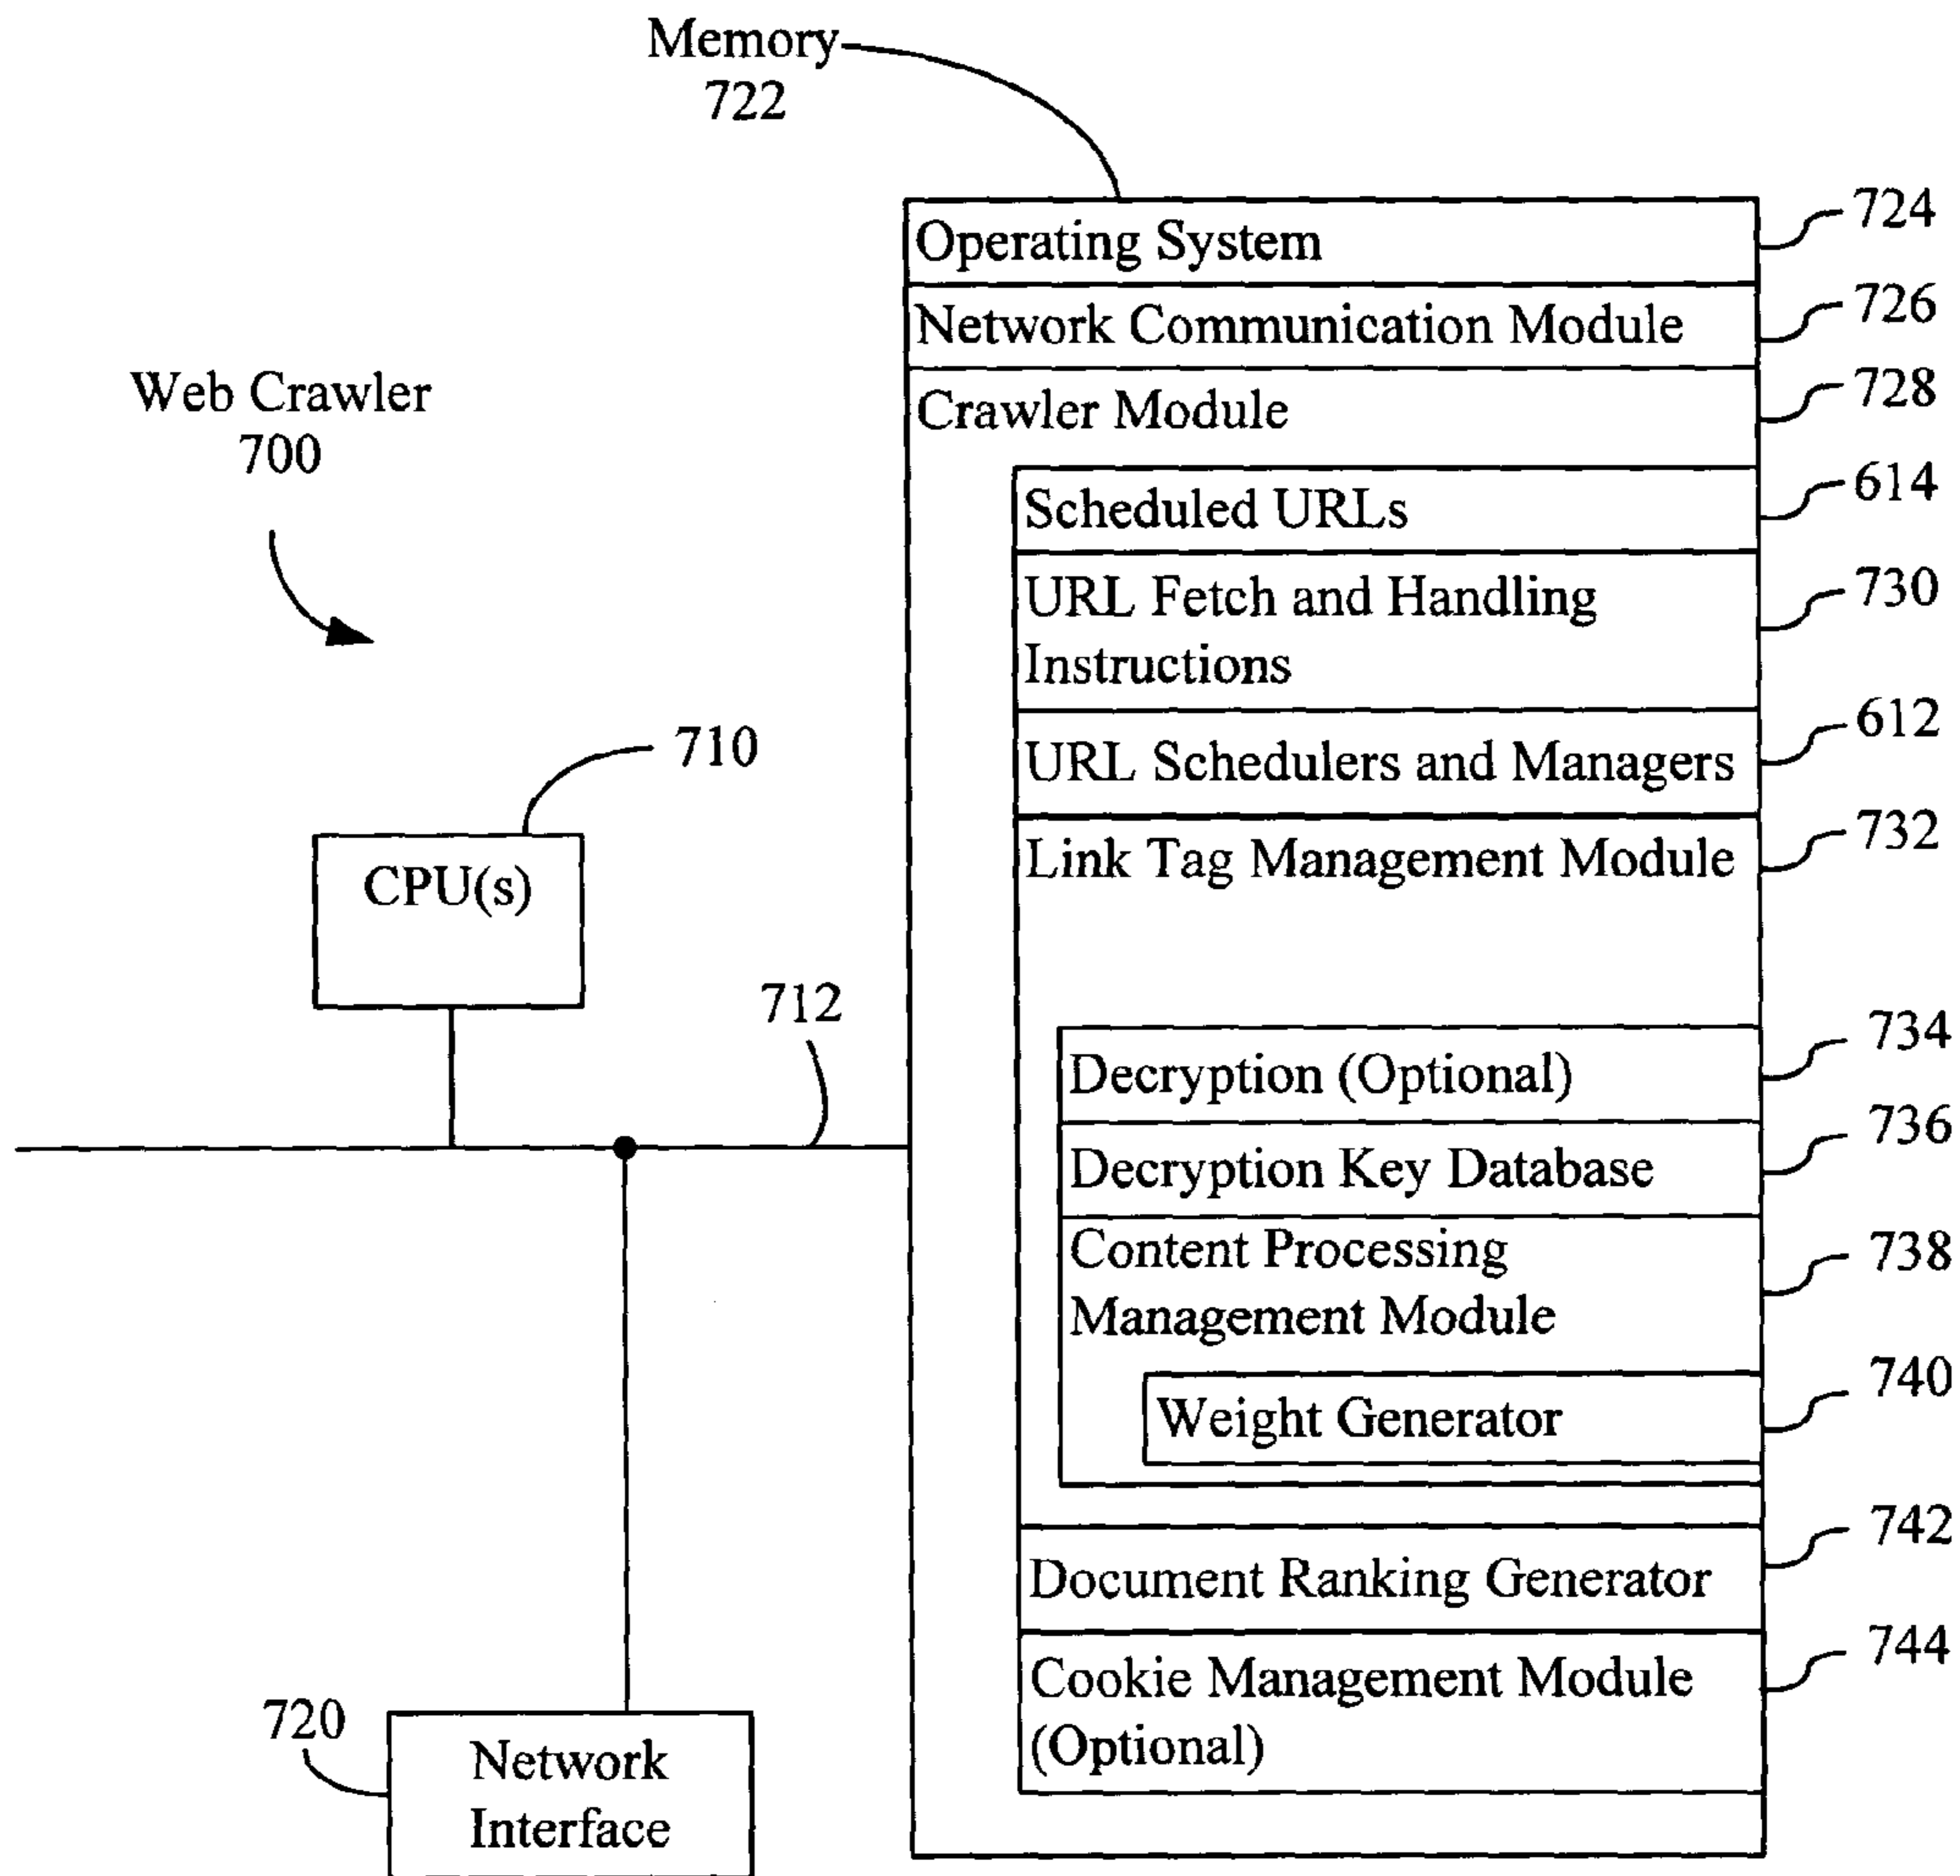 Memory
722
Operating System
724
Network Communication Module
726
Web Crawler
700
Crawler Module
728
Scheduled URLs
614
URL Fetch and Handling
Instructions
730
URL Schedulers and Managers
612
710
CPU(s)
Link Tag Management Module
732
712
Decryption (Optional)
734
Decryption Key Database
736
Content Processing
Management Module
738
Weight Generator
740
Document Ranking Generator
742
Cookie Management Module
(Optional)
744
720
Network
Interface